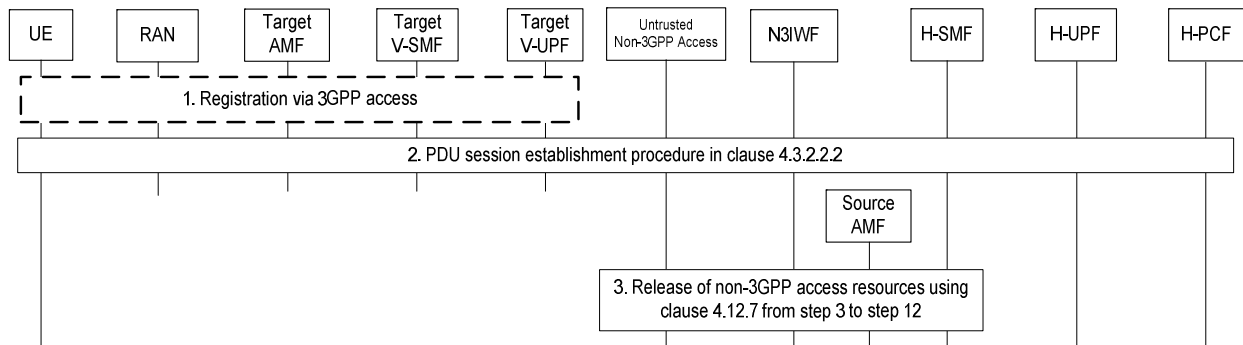 UE
RAN
Target
AMF
Target
V-SMF
Target
V-UPF
Untrusted
Non-3GPP Access
N3IWF
H-SMF
H-UPF
H-PCF
1. Registration via 3GPP access
2. PDU session establishment procedure in clause 4.3.2.2.2
Source
AMF
3. Release of non-3GPP access resources using
clause 4.12.7 from step 3 to step 12